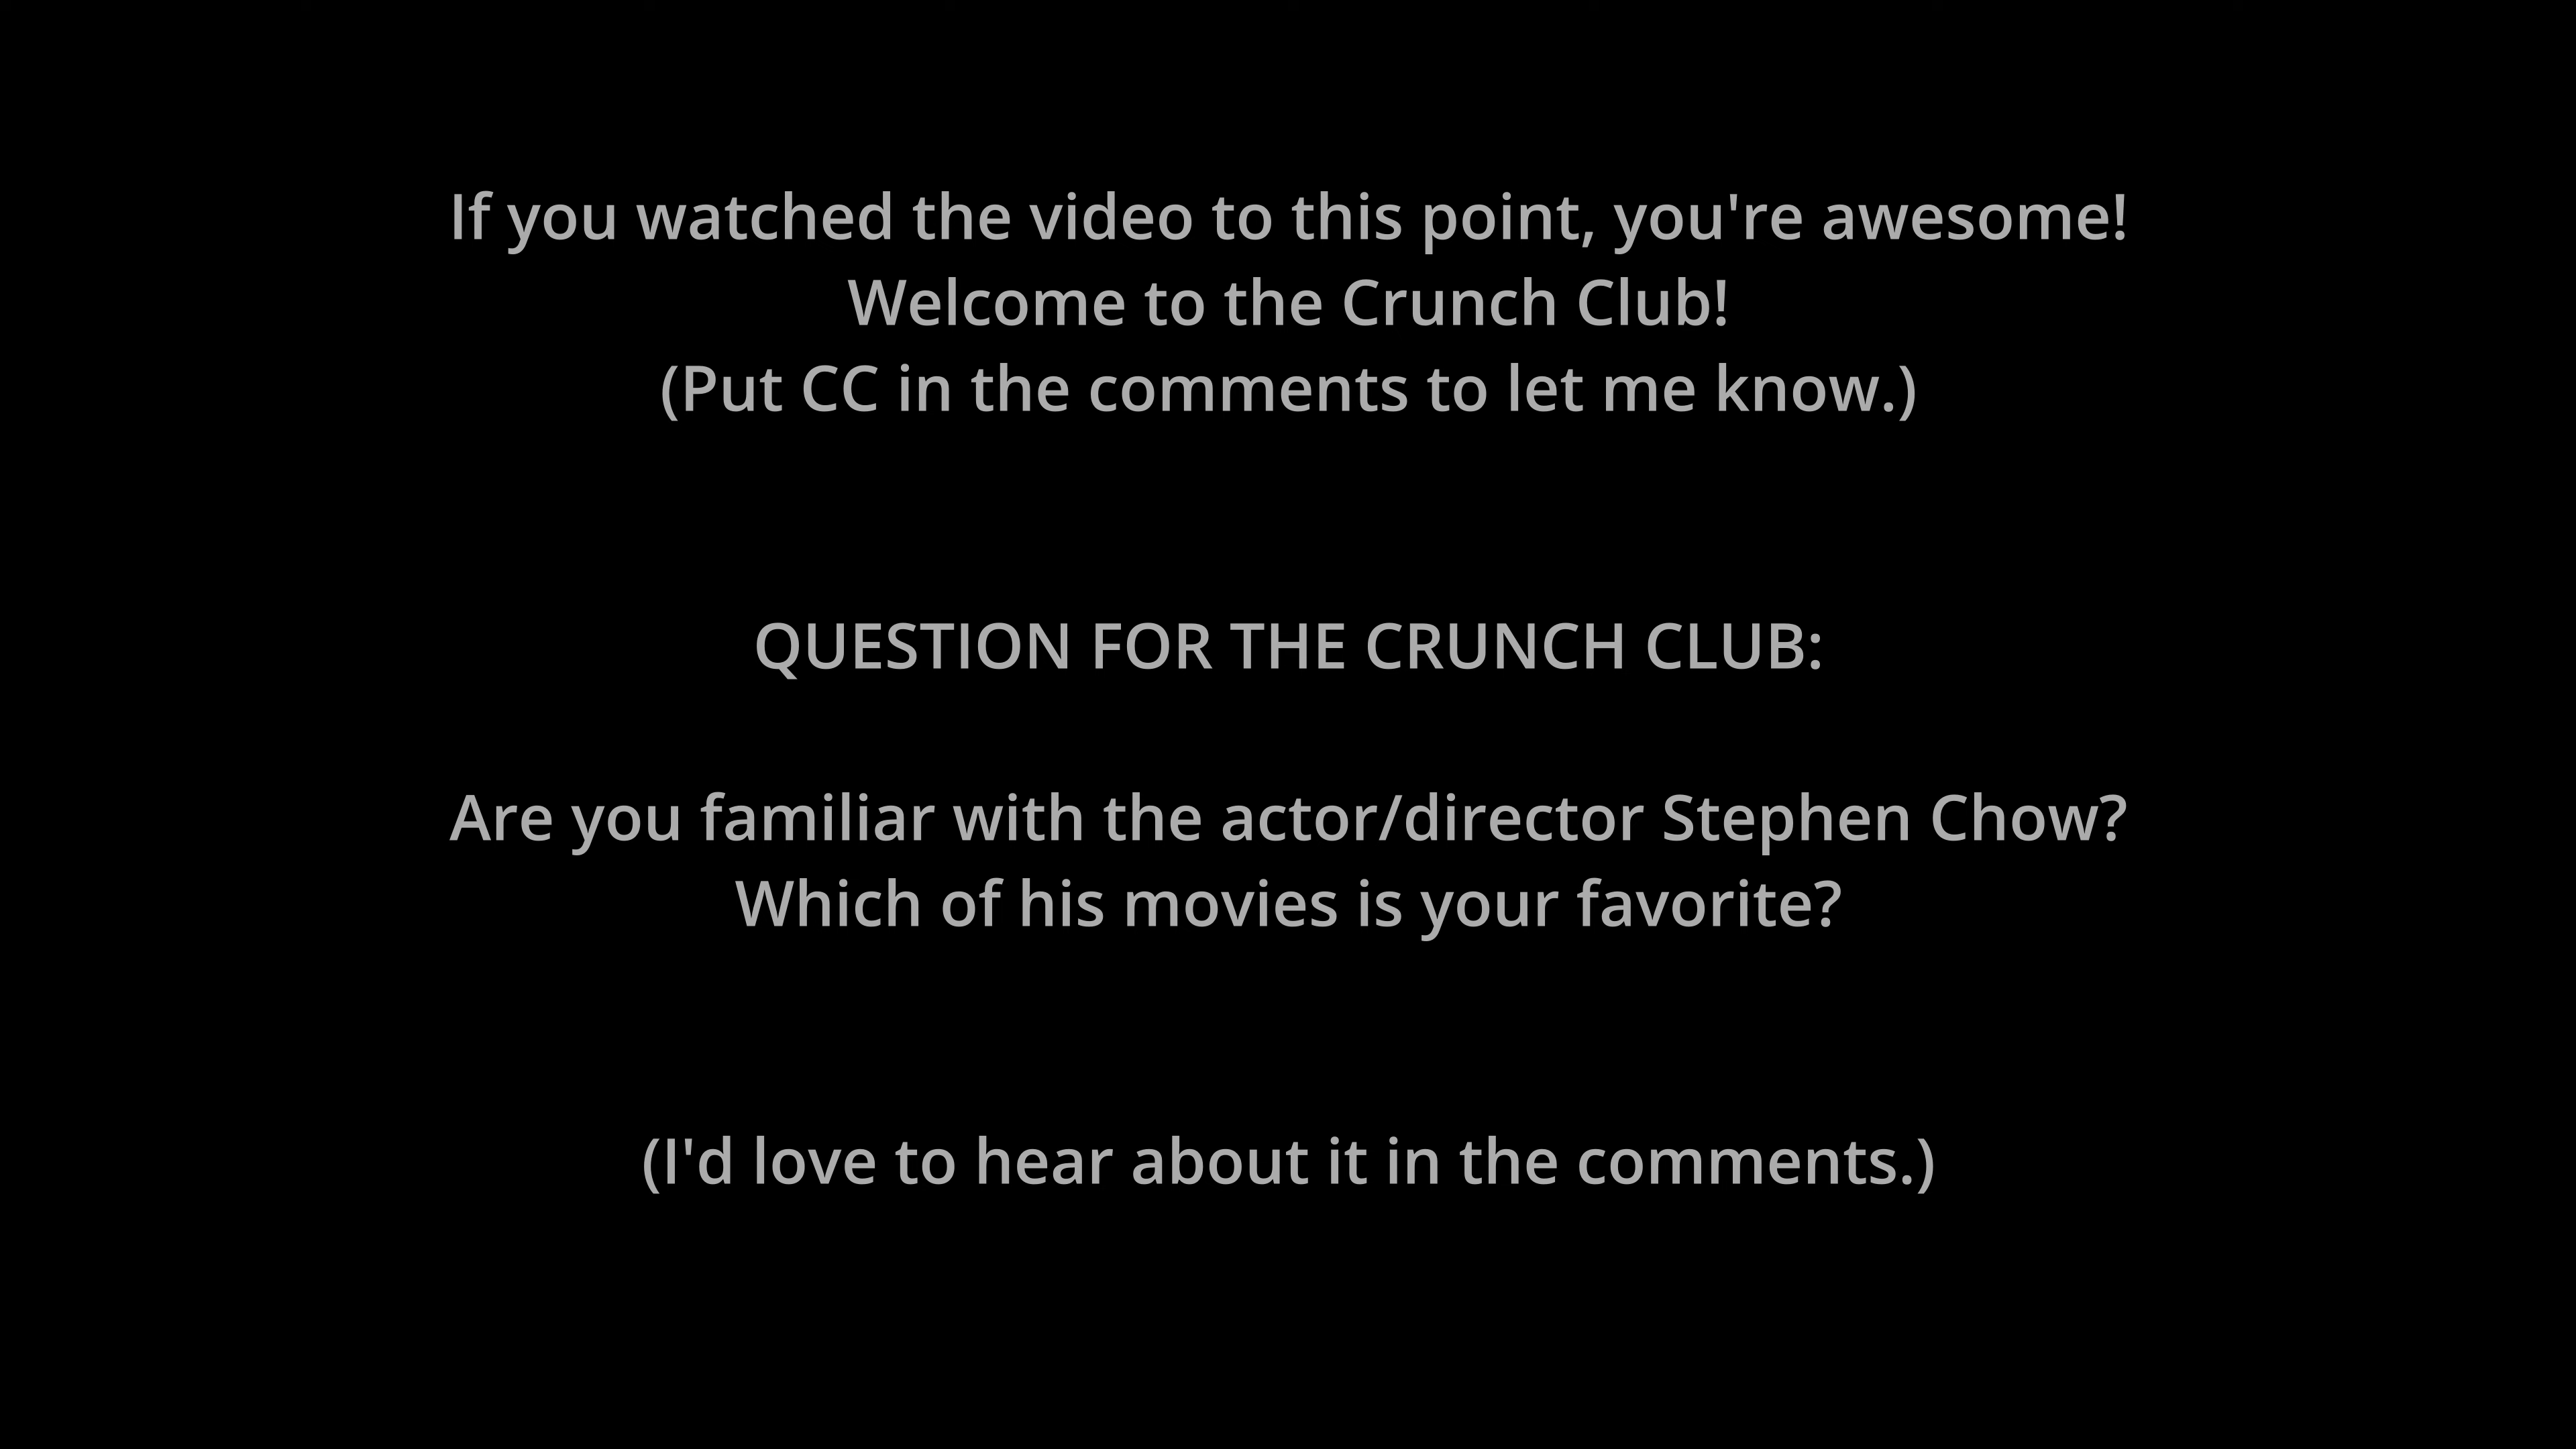 If you watched the video to this point, you're awesome!
Welcome to the Crunch Club!
(Put CC in the comments to let me know.)
QUESTION FOR THE CRUNCH CLUB:
Are you familiar with the actor/director Stephen Chow?
Which of his movies is your favorite?
(I'd love to hear about it in the comments.)